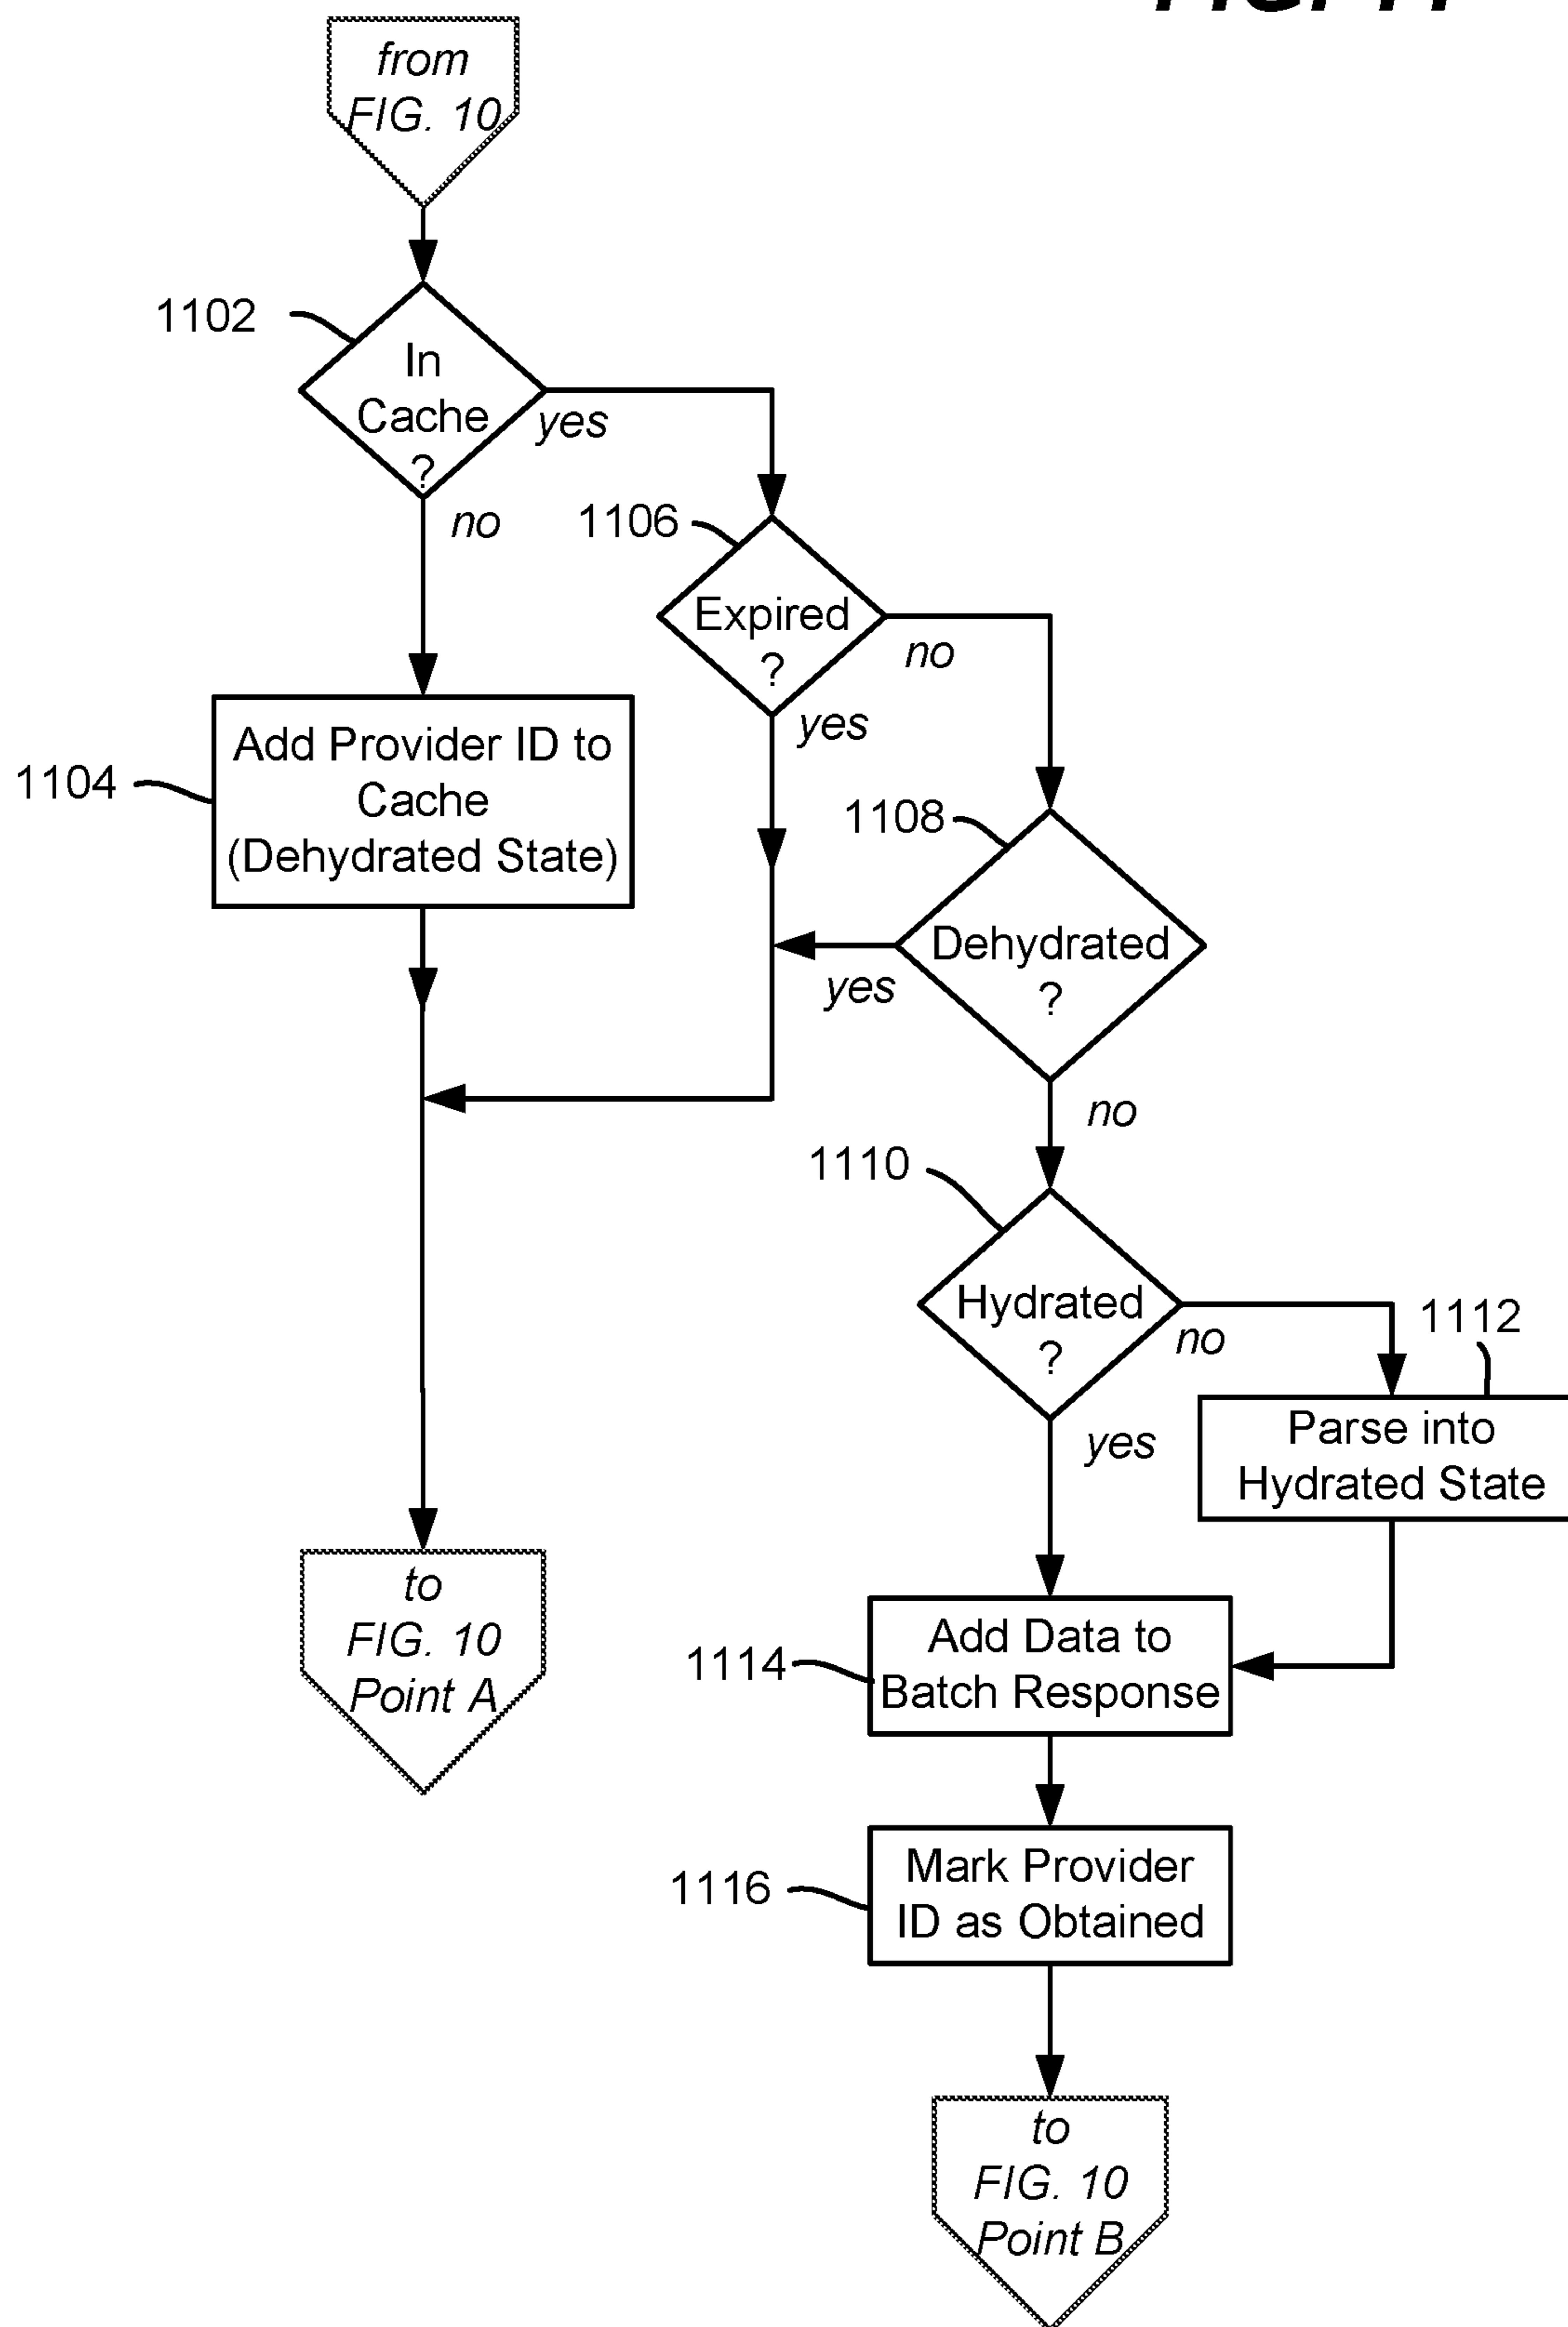 from
FIG. 10
1102
In
Cache
?
yes
no
1106
Expired
?
no
yes
Add Provider ID to
Cache
(Dehydrated State)
1104
1108
Dehydrated
?
yes
no
1110
Hydrated
?
no
yes
1112
Parse into
Hydrated State
to
FIG. 10
Point A
1114
Add Data to
Batch Response
1116
Mark Provider
ID as Obtained
to
FIG. 10
Point B